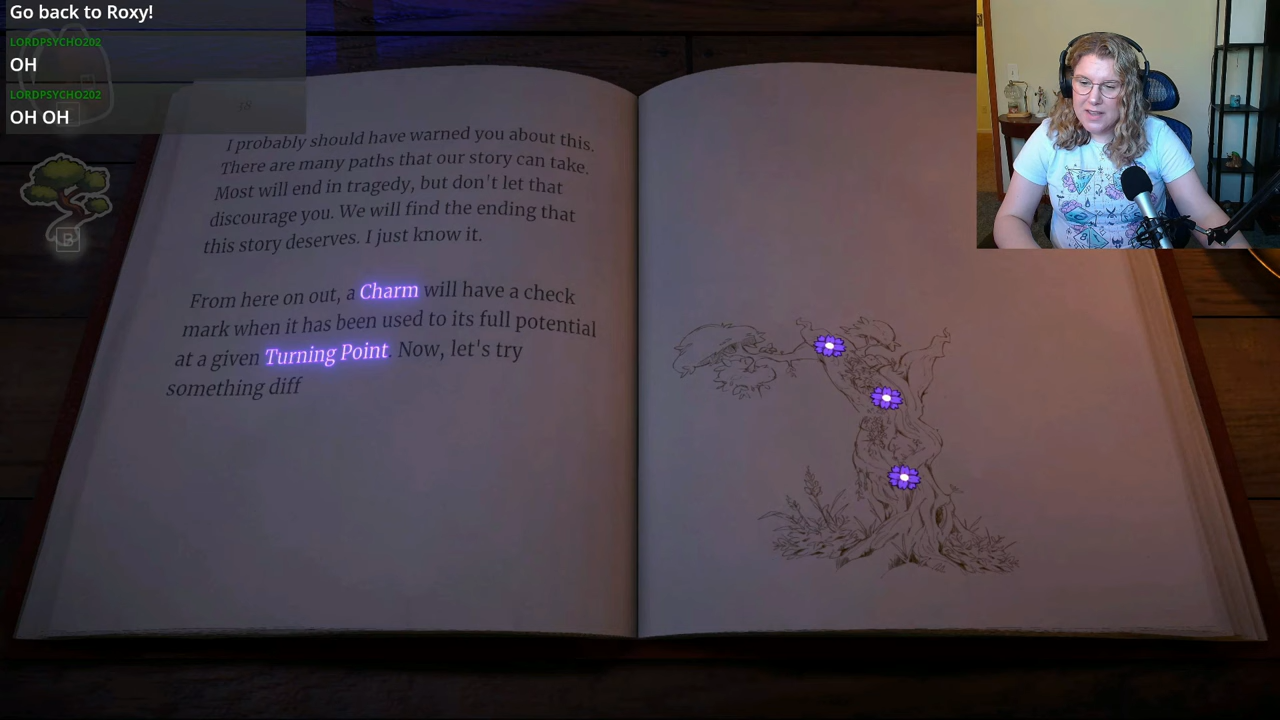 Go back to Roxy!
LORDPSYCHO202
OH
LORDPSYCHO202
OH OH
38
I probably should have warned you about this.
There are many paths that our story can take.
Most will end in tragedy, but don't let that
discourage you. We will find the ending that
this story deserves. I just know it.
From here on out, a Charm will have a check
mark when it has been used to its full potential
at a given Turning Point. Now, let's try
something diff
B